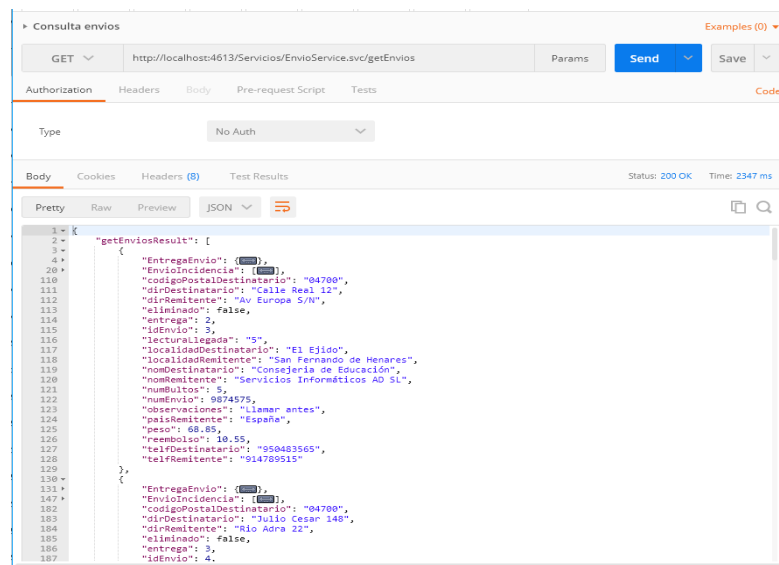 Consulta envios Examples (0)
GET http://localhost:4613/Servicios/EnvioService.svc/getEnvios Params Send Save
Authorization Headers Body Pre-request Script Tests Code
Type No Auth
Body Cookies Headers (8) Test Results Status: 200 OK Time: 2347 ms
Pretty Raw Preview JSON
1 {
2 "getEnviosResult": [
3 {
4 "EntregaEnvio": {},
20 "EnvioIncidencia": [],
110 "codigoPostalDestinatario": "04700",
111 "dirDestinatario": "Calle Real 12",
112 "dirRemitente": "Av Europa S/N",
113 "eliminado": false,
114 "entrega": 2,
115 "idEnvio": 3,
116 "lecturaLlegada": "5",
117 "localidadDestinatario": "El Ejido",
118 "localidadRemitente": "San Fernando de Henares",
119 "nomDestinatario": "Consejeria de Educación",
120 "nomRemitente": "Servicios Informáticos AD SL",
121 "numBultos": 5,
122 "numEnvio": 9874575,
123 "observaciones": "Llamar antes",
124 "paisRemitente": "España",
125 "peso": 68.85,
126 "reembolso": 10.55,
127 "telfDestinatario": "950483565",
128 "telfRemitente": "914789515"
129 },
130 {
131 "EntregaEnvio": {},
147 "EnvioIncidencia": [],
182 "codigoPostalDestinatario": "04700",
183 "dirDestinatario": "Julio Cesar 148",
184 "dirRemitente": "Rio Adra 22",
185 "eliminado": false,
186 "entrega": 3,
187 "idEnvio": 4,